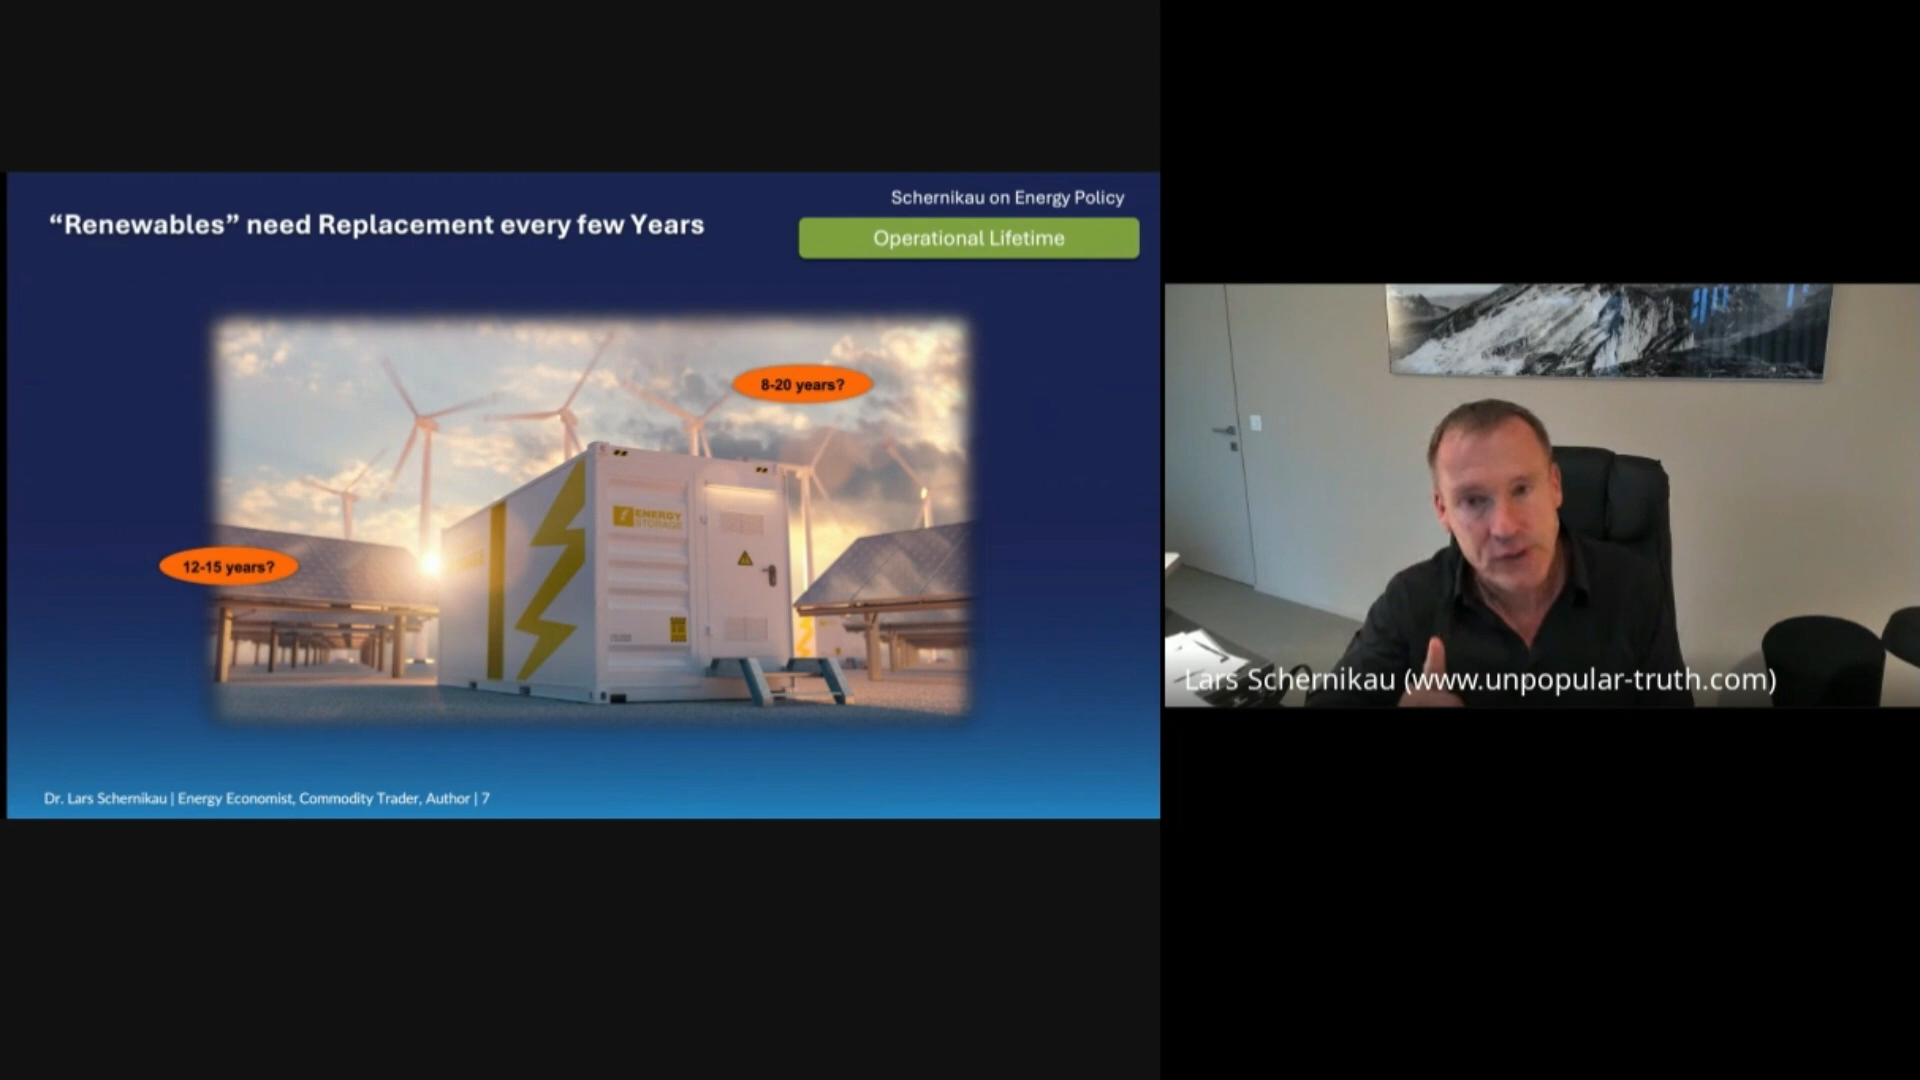 Schernikau on Energy Policy
“Renewables” need Replacement every few Years
Operational Lifetime
8-20 years?
ENERGY
STORAGE
12-15 years?
Dr. Lars Schernikau | Energy Economist, Commodity Trader, Author | 7
Lars Schernikau (www.unpopular-truth.com)